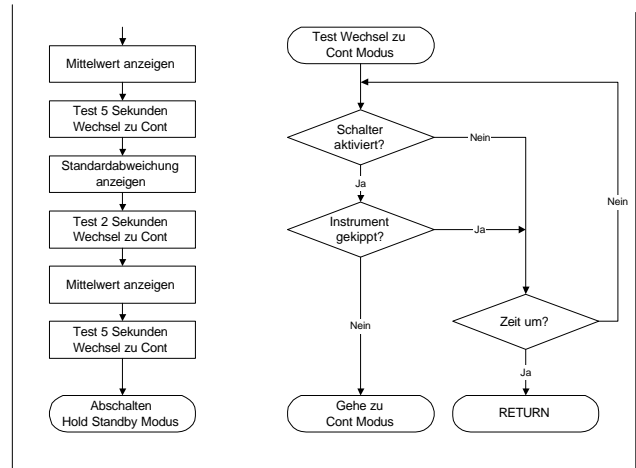 Mittelwert anzeigen
Test 5 Sekunden
Wechsel zu Cont
Standardabweichung
anzeigen
Test 2 Sekunden
Wechsel zu Cont
Mittelwert anzeigen
Test 5 Sekunden
Wechsel zu Cont
Abschalten
Hold Standby Modus
Test Wechsel zu
Cont Modus
Schalter
aktiviert?
Nein
Ja
Instrument
gekippt?
Ja
Nein
Nein
Zeit um?
Ja
Gehe zu
Cont Modus
RETURN